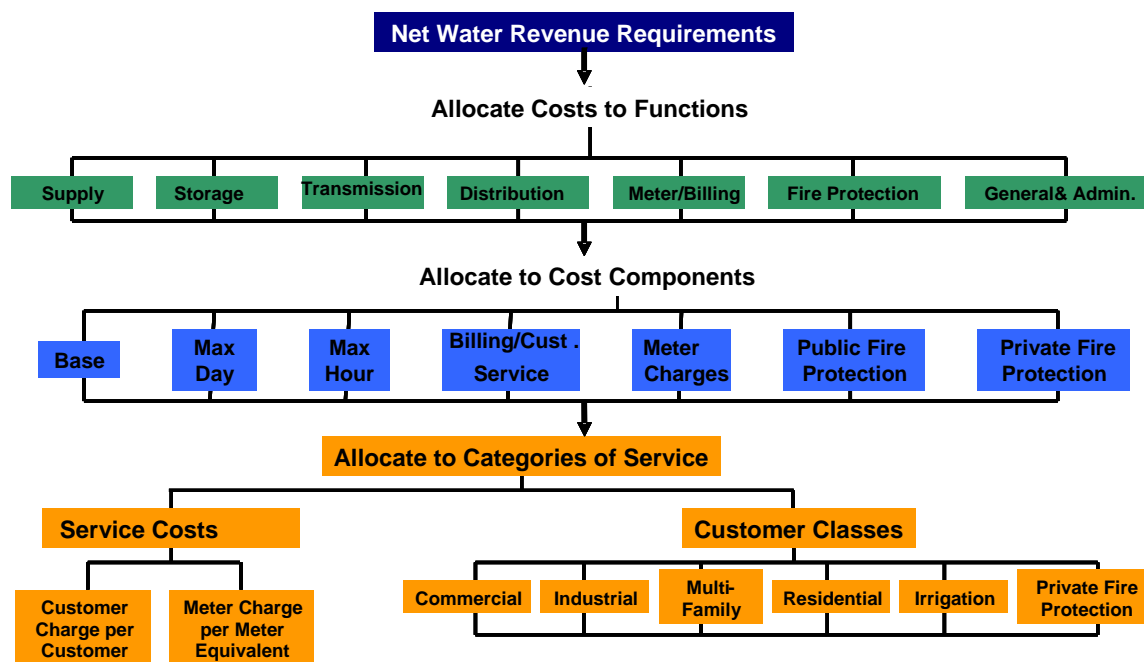 Net Water Revenue Requirements
Allocate Costs to Functions
Supply
Storage
Transmission
Distribution
Meter/Billing
Fire Protection
General& Admin.
Allocate to Cost Components
Base
Max
Day
Max
Hour
Billing/Cust .
Service
Meter
Charges
Public Fire
Protection
Private Fire
Protection
Allocate to Categories of Service
Service Costs
Customer Classes
Customer
Charge per
Customer
Meter Charge
per Meter
Equivalent
Commercial
Industrial
Multi-
Family
Residential
Irrigation
Private Fire
Protection